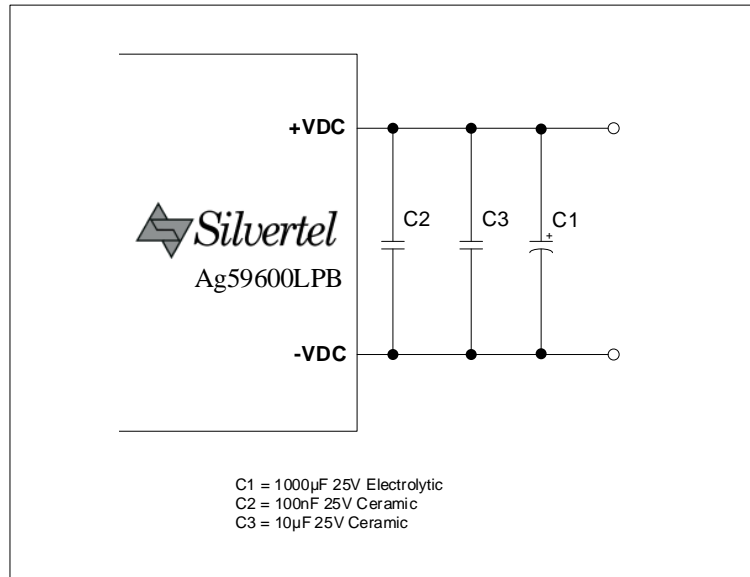 +VDC
C2
C3
+
C1
Silvertel
Ag59600LPB
-VDC
C1 = 1000µF 25V Electrolytic
C2 = 100nF 25V Ceramic
C3 = 10µF 25V Ceramic